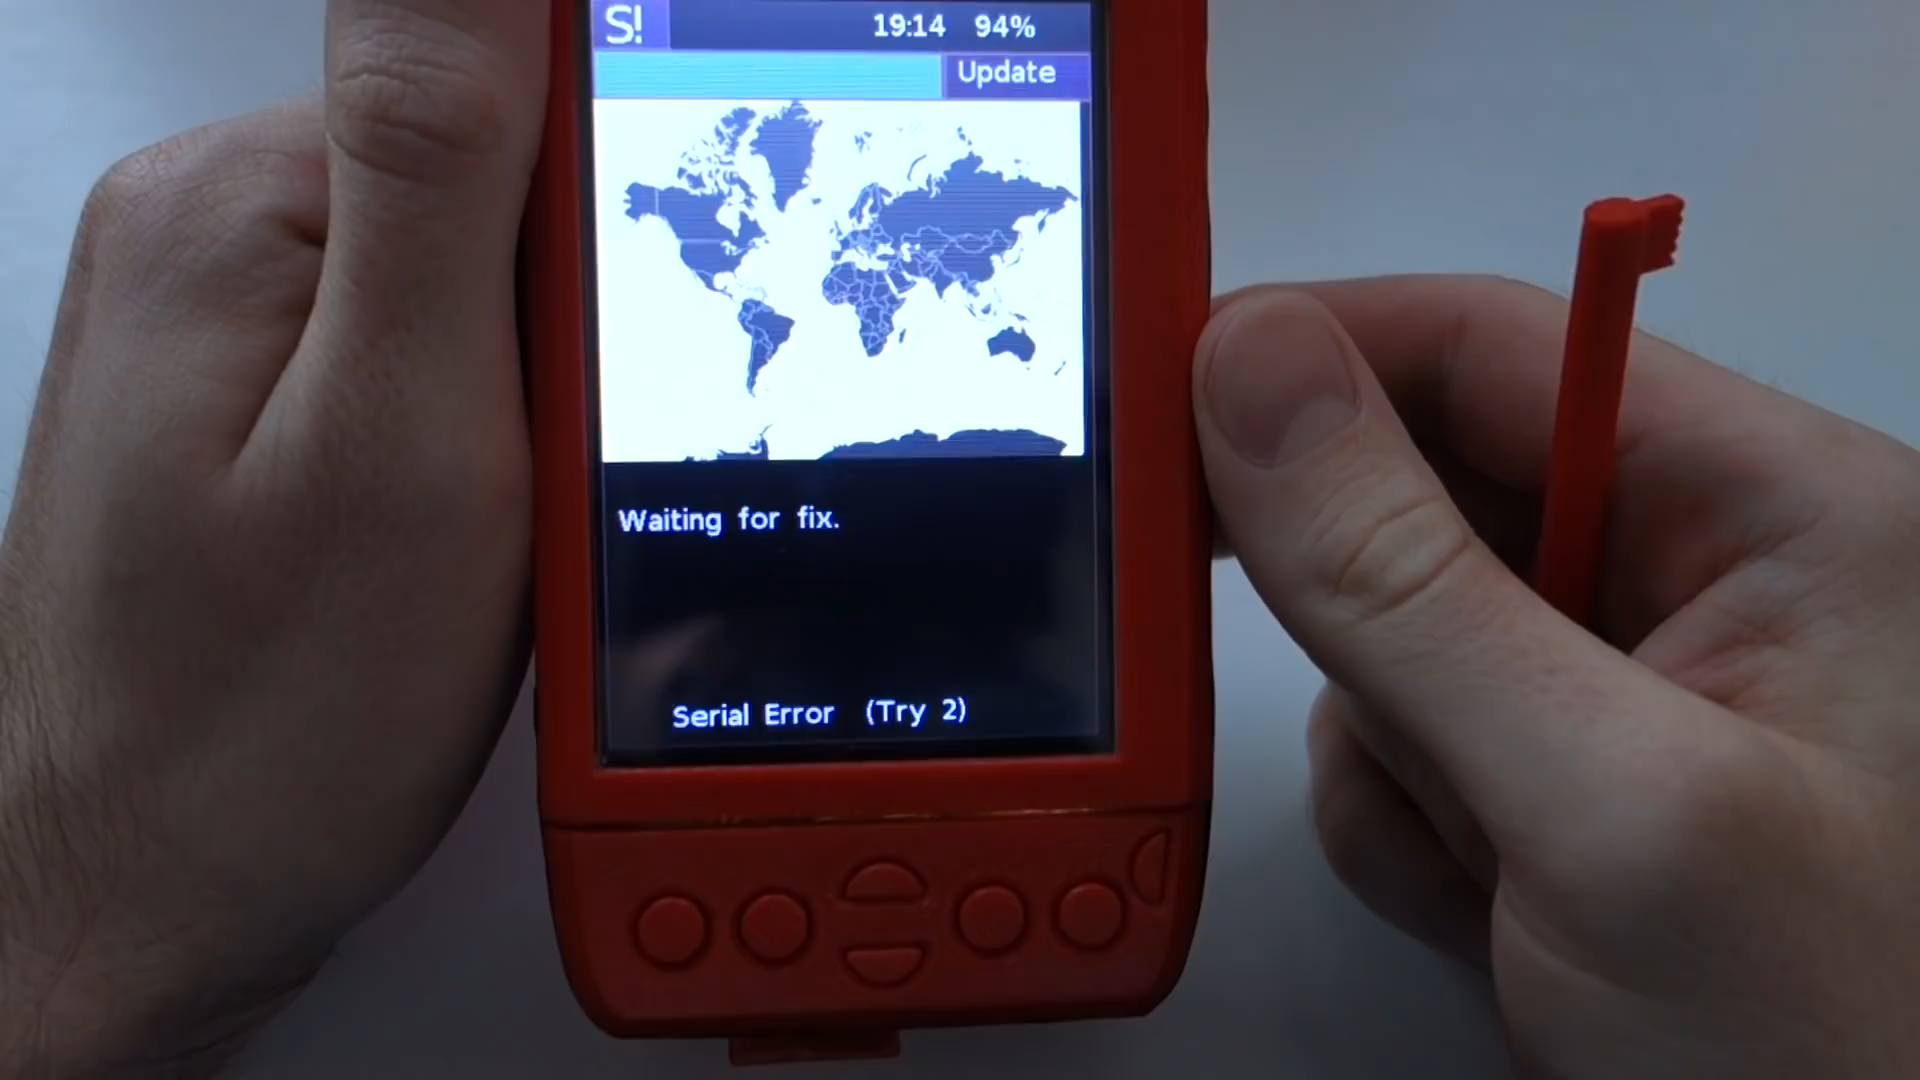 S! 19:14 94%
Update
Waiting for fix.
Serial Error (Try 2)